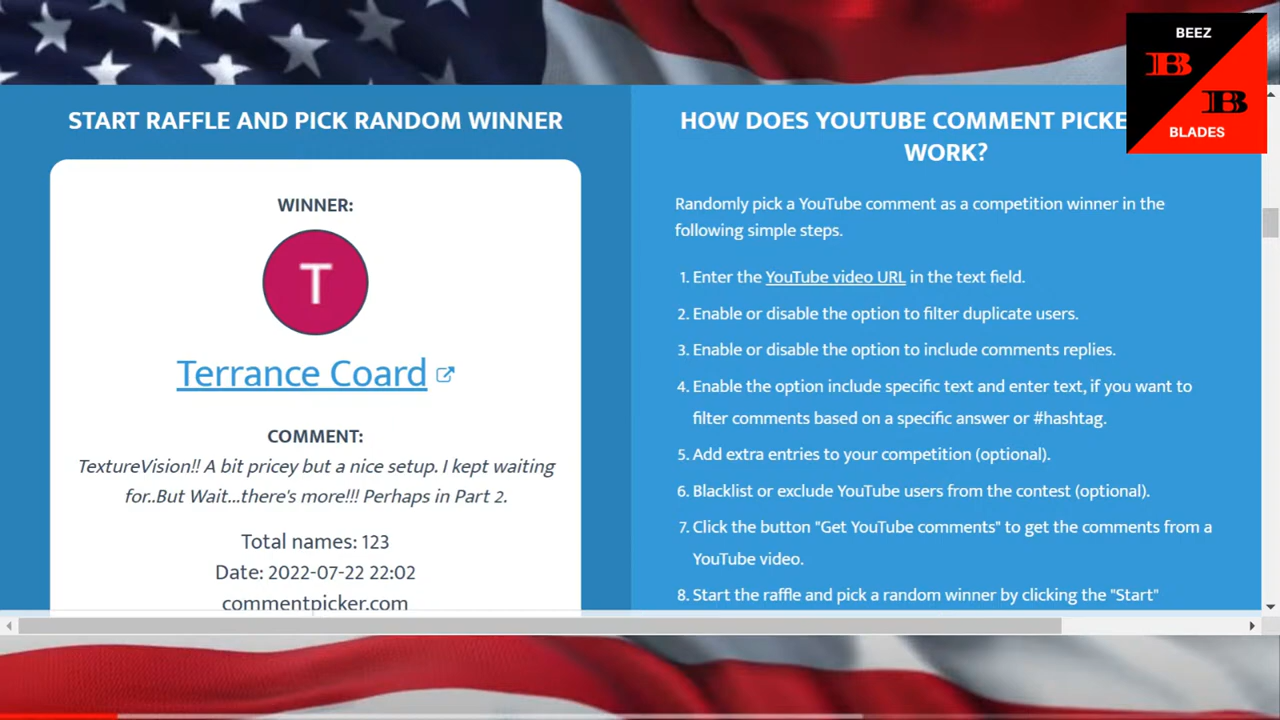 BEEZ
B
B
BLADES
START RAFFLE AND PICK RANDOM WINNER
WINNER:
T
Terrance Coard
COMMENT:
TextureVision!! A bit pricey but a nice setup. I kept waiting
for..But Wait...there's more!!! Perhaps in Part 2.
Total names: 123
Date: 2022-07-22 22:02
commentpicker.com
HOW DOES YOUTUBE COMMENT PICKE
WORK?
Randomly pick a YouTube comment as a competition winner in the
following simple steps.
1. Enter the YouTube video URL in the text field.
2. Enable or disable the option to filter duplicate users.
3. Enable or disable the option to include comments replies.
4. Enable the option include specific text and enter text, if you want to
filter comments based on a specific answer or #hashtag.
5. Add extra entries to your competition (optional).
6. Blacklist or exclude YouTube users from the contest (optional).
7. Click the button "Get YouTube comments" to get the comments from a
YouTube video.
8. Start the raffle and pick a random winner by clicking the "Start"